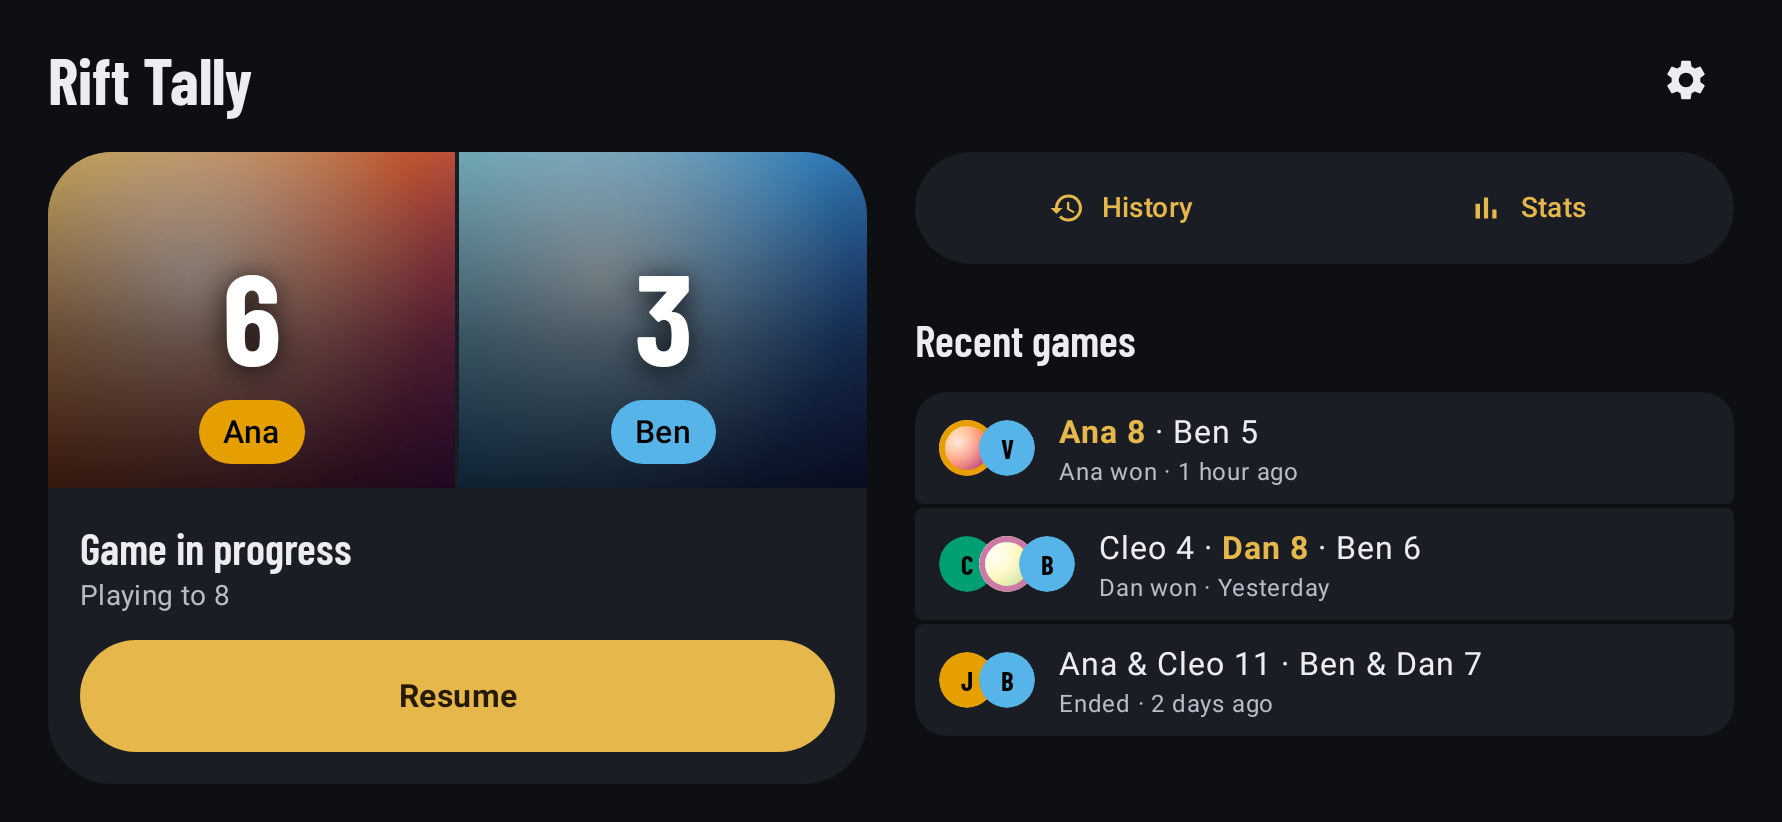 Rift Tally
6
3
Ana
Ben
Game in progress
Playing to 8
Resume
History
Stats
Recent games
V
Ana 8 · Ben 5
Ana won · 1 hour ago
C
B
Cleo 4 · Dan 8 · Ben 6
Dan won · Yesterday
J
B
Ana & Cleo 11 · Ben & Dan 7
Ended · 2 days ago